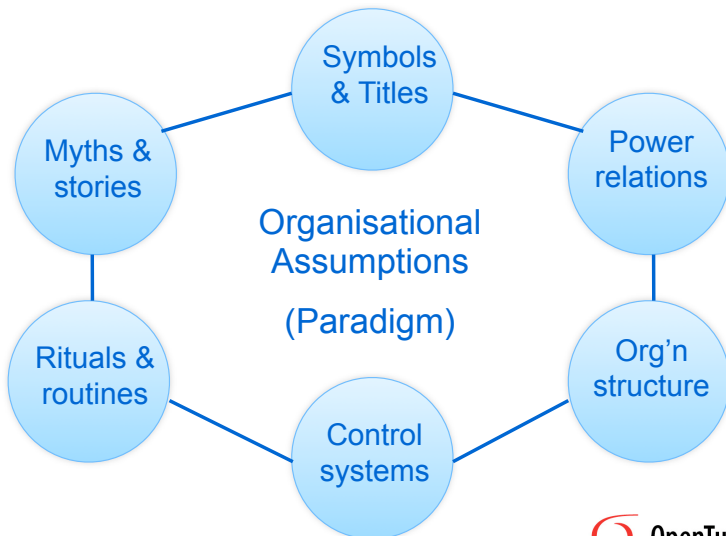 Symbols
& Titles
Myths &
stories
Power
relations
Organisational
Assumptions
(Paradigm)
Rituals &
routines
Org'n
structure
Control
systems